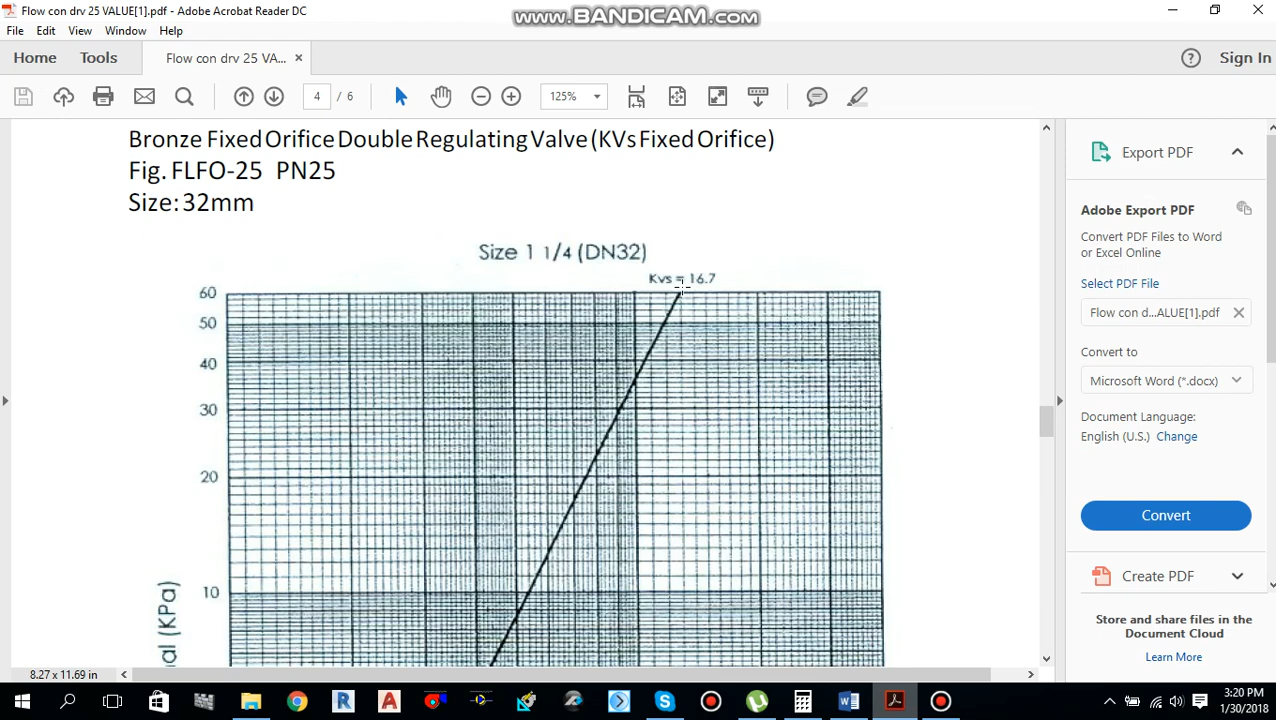 Flow con drv 25 VALUE[1].pdf - Adobe Acrobat Reader DC
www.BANDICAM.com
File Edit View Window Help
Home Tools Flow con drv 25 VA... × Sign In
4 / 6 125%
Bronze Fixed Orifice Double Regulating Valve (KVs Fixed Orifice)
Fig. FLFO-25 PN25
Size: 32mm
Size 1 1/4 (DN32)
Kvs = 16.7
60
50
40
30
20
10
al (KPa)
8.27 x 11.69 in
Export PDF
Adobe Export PDF
Convert PDF Files to Word
or Excel Online
Select PDF File
Flow con d...ALUE[1].pdf
Convert to
Microsoft Word (*.docx)
Document Language:
English (U.S.) Change
Convert
Create PDF
Store and share files in the
Document Cloud
Learn More
3:20 PM
1/30/2018